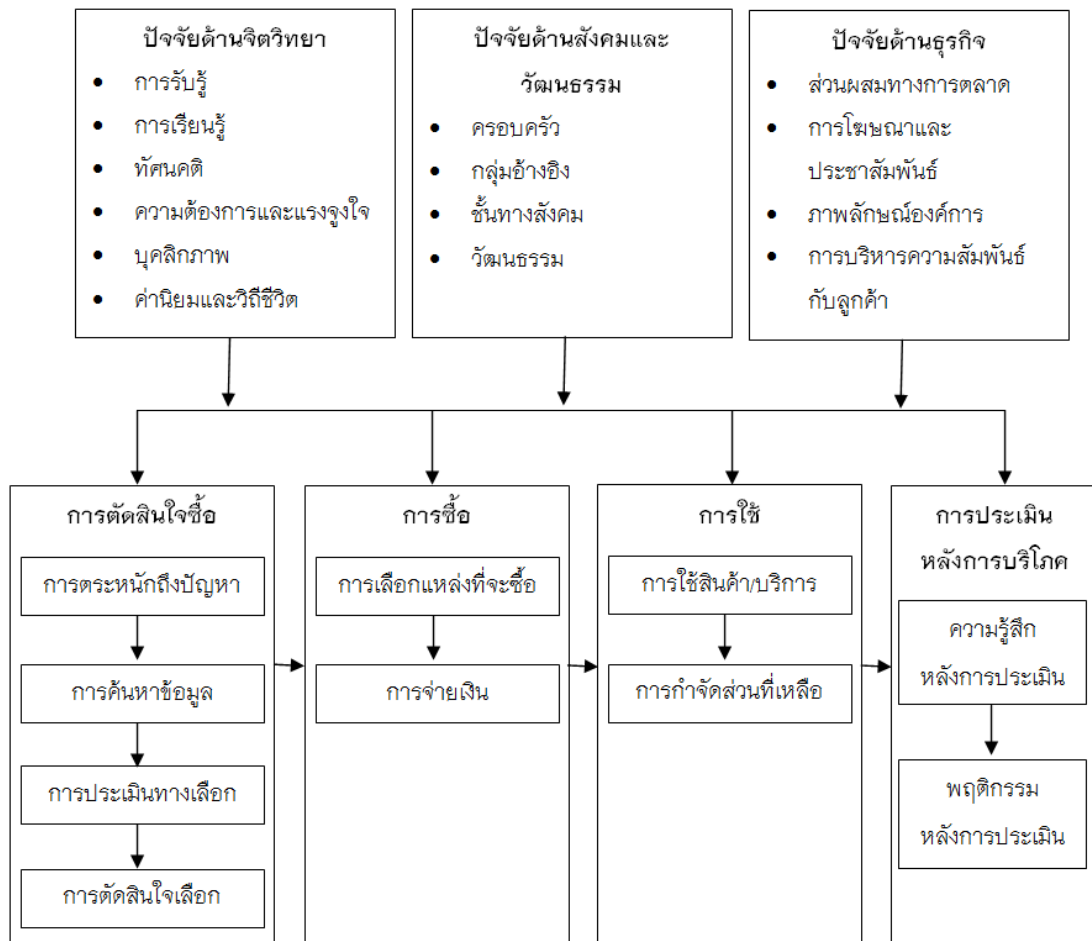 ปัจจัยด้านจิตวิทยา
• การรับรู้
• การเรียนรู้
• ทัศนคติ
• ความต้องการและแรงจูงใจ
• บุคลิกภาพ
• ค่านิยมและวิถีชีวิต
ปัจจัยด้านสังคมและ
วัฒนธรรม
• ครอบครัว
• กลุ่มอ้างอิง
• ชั้นทางสังคม
• วัฒนธรรม
ปัจจัยด้านธุรกิจ
• ส่วนผสมทางการตลาด
• การโฆษณาและ
ประชาสัมพันธ์
• ภาพลักษณ์องค์การ
• การบริหารความสัมพันธ์
กับลูกค้า
การตัดสินใจซื้อ
การตระหนักถึงปัญหา
การค้นหาข้อมูล
การประเมินทางเลือก
การตัดสินใจเลือก
การซื้อ
การเลือกแหล่งที่จะซื้อ
การจ่ายเงิน
การใช้
การใช้สินค้า/บริการ
การกำจัดส่วนที่เหลือ
การประเมิน
หลังการบริโภค
ความรู้สึก
หลังการประเมิน
พฤติกรรม
หลังการประเมิน